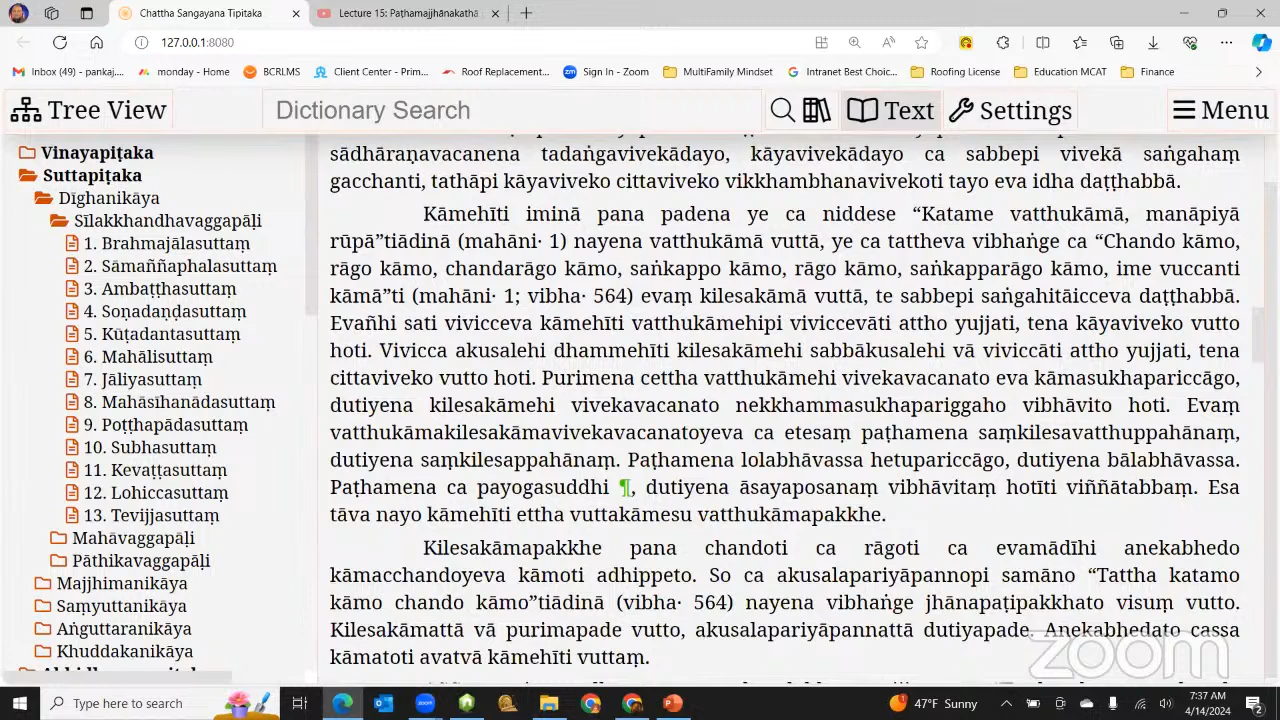 Chattha Sangayana Tipitaka
Lecture 15: Paṭhamajjhānakathā
127.0.0.1:8080
Inbox (49) - pankaj....
monday - Home
BCRLMS
Client Center - Prim...
Roof Replacement...
Sign In - Zoom
MultiFamily Mindset
Intranet Best Choic...
Roofing License
Education MCAT
Finance
Tree View
Dictionary Search
Text
Settings
Menu
Vinayapiṭaka
Suttapiṭaka
Dīghanikāya
Sīlakkhandhavaggapāḷi
1. Brahmajālasuttaṃ
2. Sāmaññaphalasuttaṃ
3. Ambaṭṭhasuttaṃ
4. Soṇadaṇḍasuttaṃ
5. Kūṭadantasuttaṃ
6. Mahālisuttaṃ
7. Jāliyasuttaṃ
8. Mahāsīhanādasuttaṃ
9. Poṭṭhapādasuttaṃ
10. Subhasuttaṃ
11. Kevaṭṭasuttaṃ
12. Lohiccasuttaṃ
13. Tevijjasuttaṃ
Mahāvaggapāḷi
Pāthikavaggapāḷi
Majjhimanikāya
Saṃyuttanikāya
Aṅguttaranikāya
Khuddakanikāya
sādhāraṇavacanena tadaṅgavivekādayo, kāyavivekādayo ca sabbepi vivekā saṅgahaṃ
gacchanti, tathāpi kāyaviveko cittaviveko vikkhambhanavivekoti tayo eva idha daṭṭhabbā.
Kāmehīti iminā pana padena ye ca niddese “Katame vatthukāmā, manāpiyā
rūpā”tiādinā (mahāni· 1) nayena vatthukāmā vuttā, ye ca tattheva vibhaṅge ca “Chando kāmo,
rāgo kāmo, chandarāgo kāmo, saṅkappo kāmo, rāgo kāmo, saṅkapparāgo kāmo, ime vuccanti
kāmā”ti (mahāni· 1; vibha· 564) evaṃ kilesakāmā vuttā, te sabbepi saṅgahitāicceva daṭṭhabbā.
Evañhi sati vivicceva kāmehīti vatthukāmehipi viviccevāti attho yujjati, tena kāyaviveko vutto
hoti. Vivicca akusalehi dhammehīti kilesakāmehi sabbākusalehi vā viviccāti attho yujjati, tena
cittaviveko vutto hoti. Purimena cettha vatthukāmehi vivekavacanato eva kāmasukhapariccāgo,
dutiyena kilesakāmehi vivekavacanato nekkhammasukhapariggaho vibhāvito hoti. Evaṃ
vatthukāmakilesakāmavivekavacanatoyeva ca etesaṃ paṭhamena saṃkilesavatthuppahānaṃ,
dutiyena saṃkilesappahānaṃ. Paṭhamena lolabhāvassa hetupariccāgo, dutiyena bālabhāvassa.
Paṭhamena ca payogasuddhi ¶, dutiyena āsayaposanaṃ vibhāvitaṃ hotīti viññātabbaṃ. Esa
tāva nayo kāmehīti ettha vuttakāmesu vatthukāmapakkhe.
Kilesakāmapakkhe pana chandoti ca rāgoti ca evamādīhi anekabhedo
kāmacchandoyeva kāmoti adhippeto. So ca akusalapariyāpannopi samāno “Tattha katamo
kāmo chando kāmo”tiādinā (vibha· 564) nayena vibhaṅge jhānapaṭipakkhato visuṃ vutto.
Kilesakāmattā vā purimapade vutto, akusalapariyāpannattā dutiyapade. Anekabhedato cassa
kāmatoti avatvā kāmehīti vuttaṃ.
zoom
Type here to search
47°F Sunny
7:37 AM
4/14/2024
2